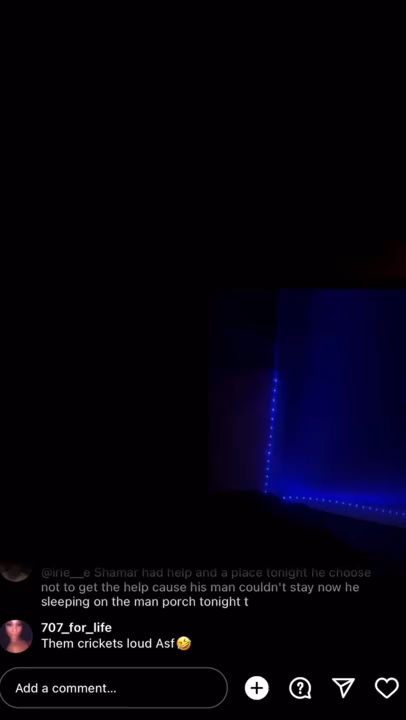 @irie__e Shamar had help and a place tonight he choose
not to get the help cause his man couldn't stay now he
sleeping on the man porch tonight t
707_for_life
Them crickets loud Asf🤣
Add a comment...